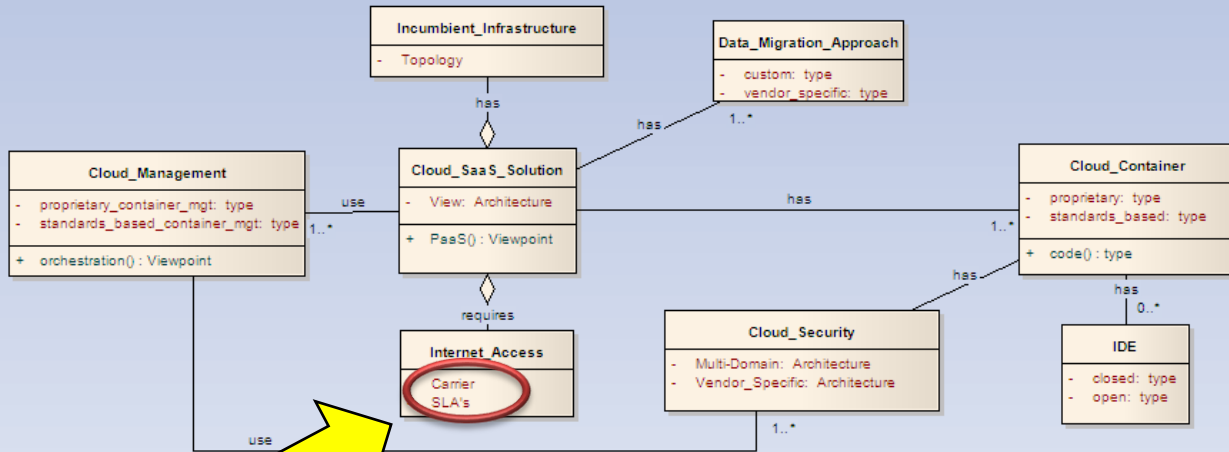 Incumbient_Infrastructure
- Topology
has
Data_Migration_Approach
- custom: type
- vendor_specific: type
1..*
has
Cloud_Management
- proprietary_container_mgt: type
- standards_based_container_mgt: type
+ orchestration() : Viewpoint
use
1..*
Cloud_SaaS_Solution
- View: Architecture
+ PaaS() : Viewpoint
has
1..*
Cloud_Container
- proprietary: type
- standards_based: type
+ code() : type
requires
Internet_Access
Carrier
SLA's
has
Cloud_Security
- Multi-Domain: Architecture
- Vendor_Specific: Architecture
1..*
has
0..*
IDE
- closed: type
- open: type
use